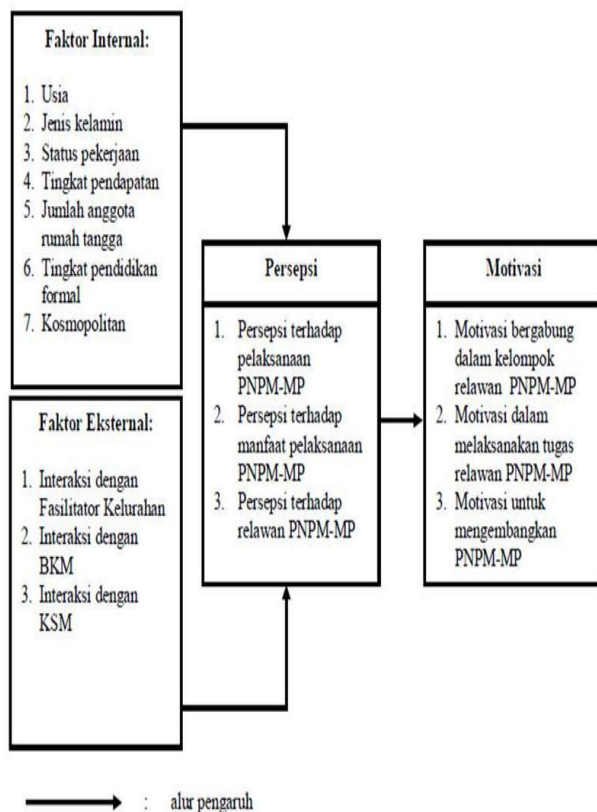 Faktor Internal:
1. Usia
2. Jenis kelamin
3. Status pekerjaan
4. Tingkat pendapatan
5. Jumlah anggota
rumah tangga
6. Tingkat pendidikan
formal
7. Kosmopolitan
Faktor Eksternal:
1. Interaksi dengan
Fasilitator Kelurahan
2. Interaksi dengan
BKM
3. Interaksi dengan
KSM
Persepsi
1. Persepsi terhadap
pelaksanaan
PNPM-MP
2. Persepsi terhadap
manfaat pelaksanaan
PNPM-MP
3. Persepsi terhadap
relawan PNPM-MP
Motivasi
1. Motivasi bergabung
dalam kelompok
relawan PNPM-MP
2. Motivasi dalam
melaksanakan tugas
relawan PNPM-MP
3. Motivasi untuk
mengembangkan
PNPM-MP
: alur pengaruh